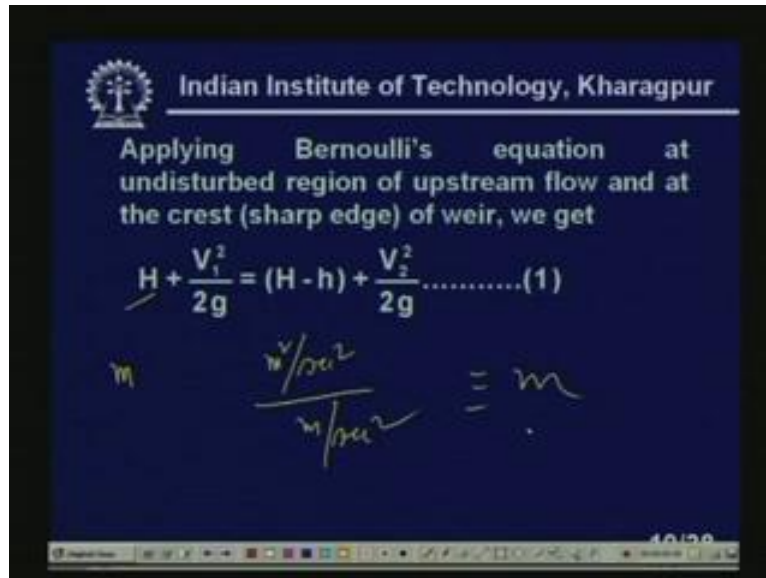 Indian Institute of Technology, Kharagpur
Applying Bernoulli's equation at
undisturbed region of upstream flow and at
the crest (sharp edge) of weir, we get
H + V₁²/2g = (H - h) + V₂²/2g ...........(1)
m (m²/sec²)/(m/sec²) ≡ m